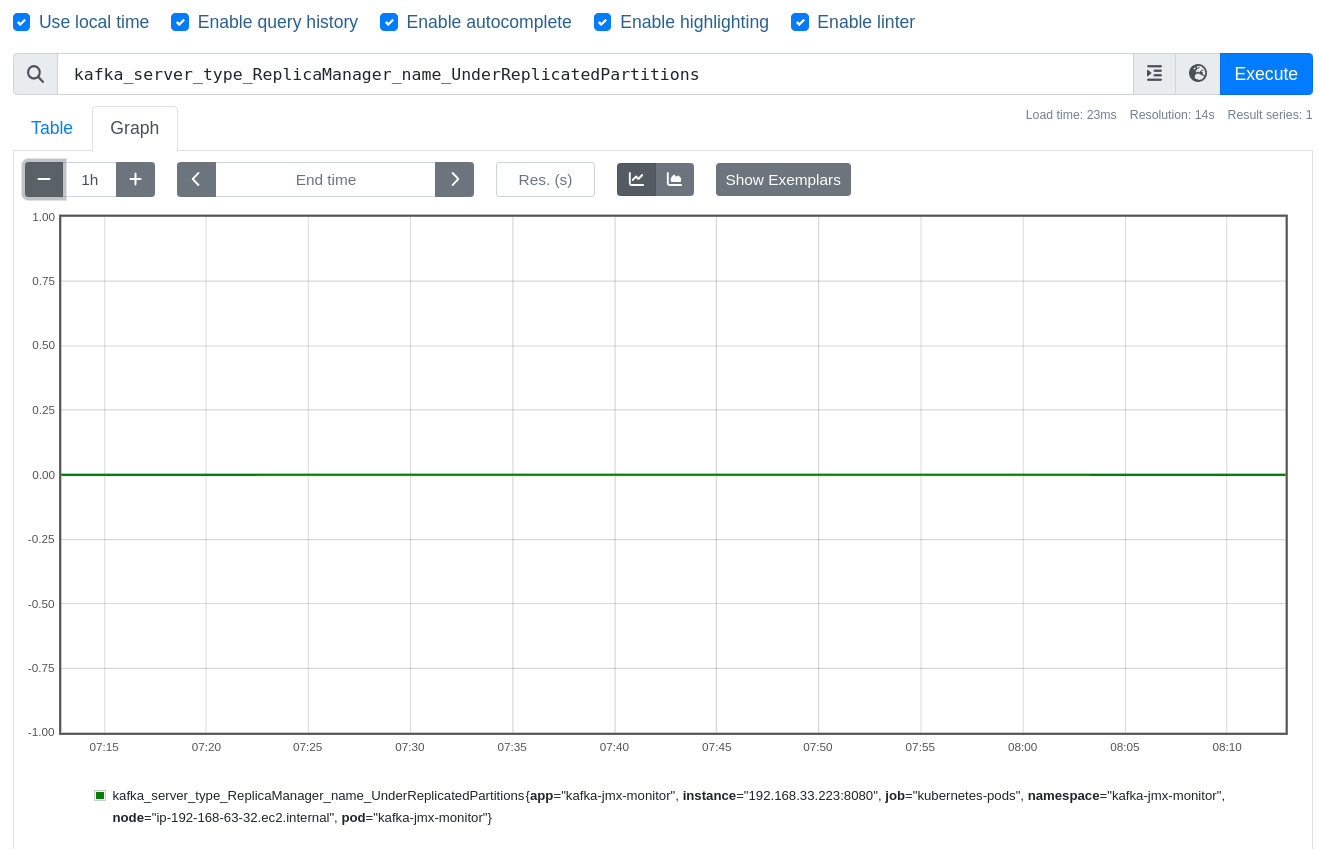 Use local time Enable query history Enable autocomplete Enable highlighting Enable linter
kafka_server_type_ReplicaManager_name_UnderReplicatedPartitions Execute
Load time: 23ms Resolution: 14s Result series: 1
Table Graph
1h End time Res. (s) Show Exemplars
1.00
0.75
0.50
0.25
0.00
-0.25
-0.50
-0.75
-1.00
07:15 07:20 07:25 07:30 07:35 07:40 07:45 07:50 07:55 08:00 08:05 08:10
kafka_server_type_ReplicaManager_name_UnderReplicatedPartitions{app="kafka-jmx-monitor", instance="192.168.33.223:8080", job="kubernetes-pods", namespace="kafka-jmx-monitor",
node="ip-192-168-63-32.ec2.internal", pod="kafka-jmx-monitor"}